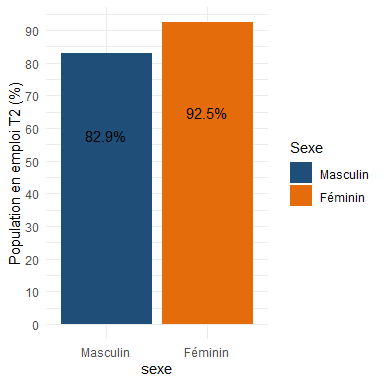 Population en emploi T2 (%)
90
80
70
60
50
40
30
20
10
0
82.9%
92.5%
Masculin
Féminin
sexe
Sexe
Masculin
Féminin